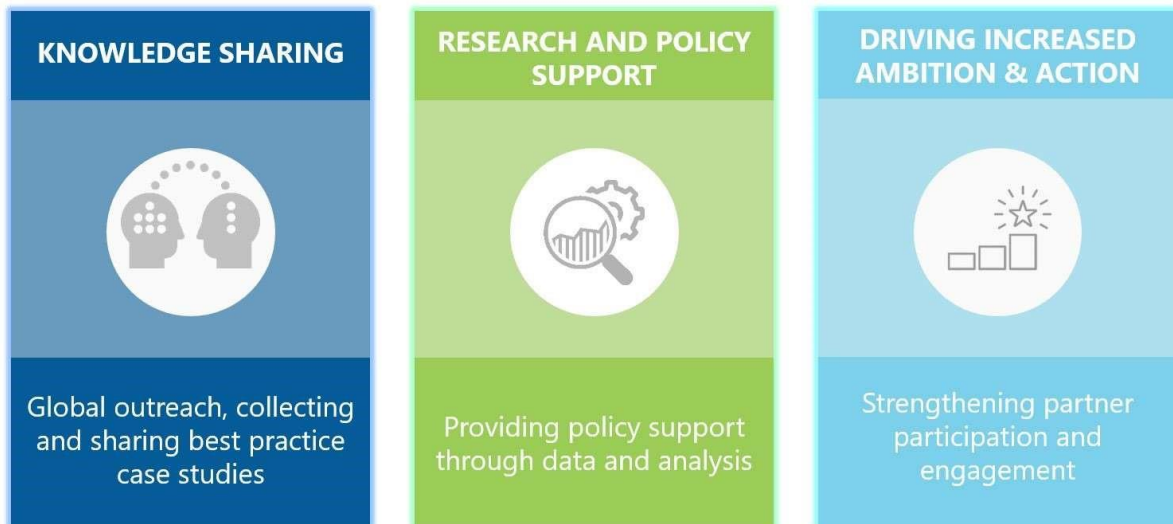 KNOWLEDGE SHARING
Global outreach, collecting
and sharing best practice
case studies
RESEARCH AND POLICY
SUPPORT
Providing policy support
through data and analysis
DRIVING INCREASED
AMBITION & ACTION
Strengthening partner
participation and
engagement